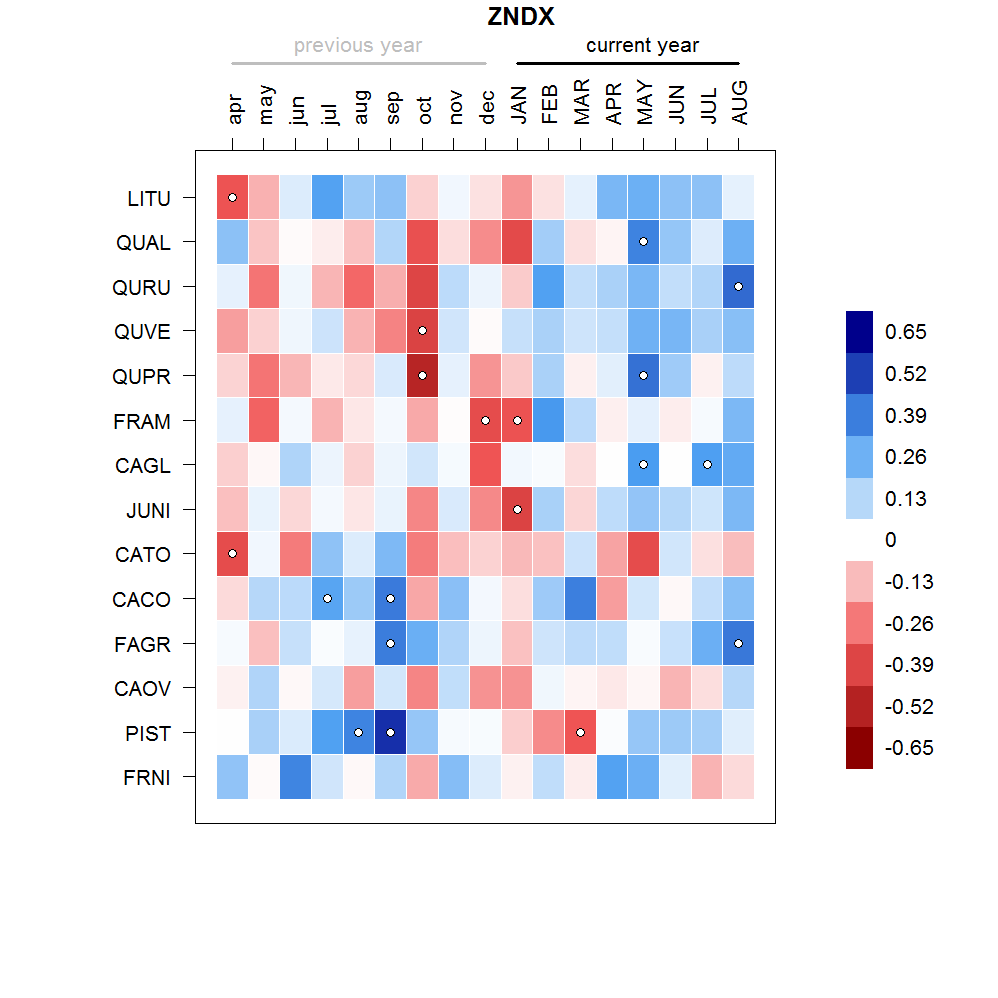 ZNDX
previous year
current year
apr may jun jul aug sep oct nov dec JAN FEB MAR APR MAY JUN JUL AUG
LITU
QUAL
QURU
QUVE
QUPR
FRAM
CAGL
JUNI
CATO
CACO
FAGR
CAOV
PIST
FRNI
0.65
0.52
0.39
0.26
0.13
0
-0.13
-0.26
-0.39
-0.52
-0.65